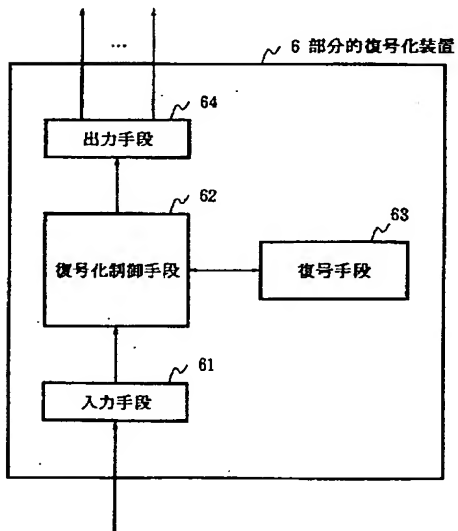 …
6 部分的復号化装置
64
出力手段
62
63
復号化制御手段
復号手段
61
入力手段